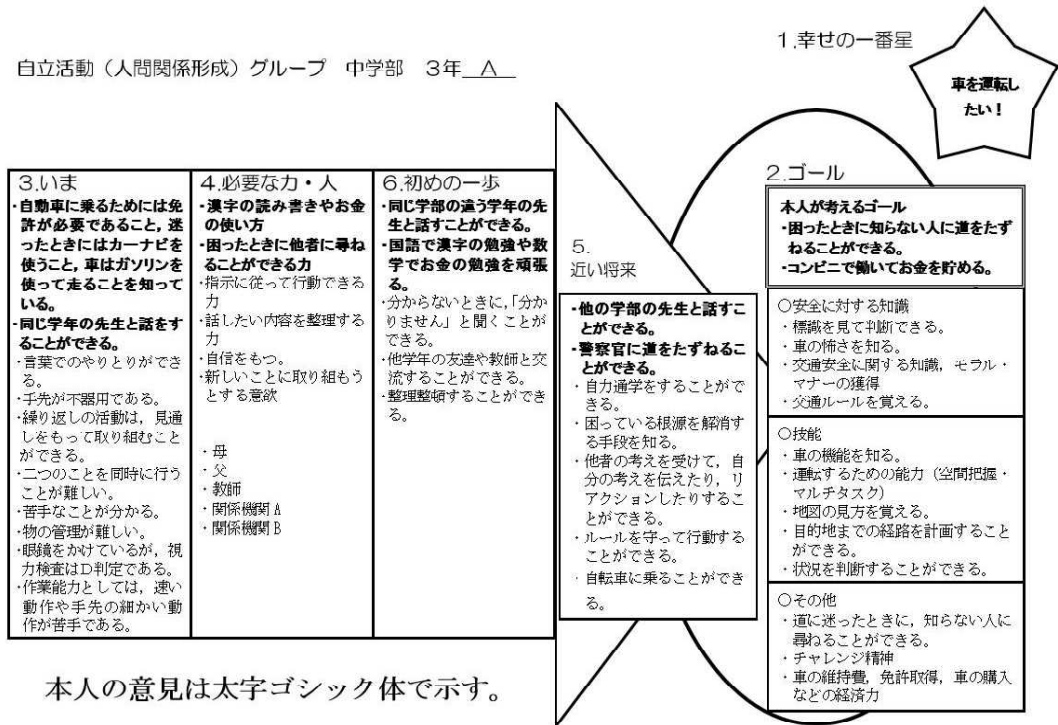 自立活動（人間関係形成）グループ 中学部 3年 A
1.幸せの一番星
車を運転し
たい！
2.ゴール
本人が考えるゴール
・困ったときに知らない人に道をたず
ねることができる。
・コンビニで働いてお金を貯める。
○安全に対する知識
・標識を見て判断できる。
・車の怖さを知る。
・交通安全に関する知識，モラル・
マナーの獲得
・交通ルールを覚える。
○技能
・車の機能を知る。
・運転するための能力（空間把握・
マルチタスク）
・地図の見方を覚える。
・目的地までの経路を計画すること
ができる。
・状況を判断することができる。
○その他
・道に迷ったときに，知らない人に
尋ねることができる。
・チャレンジ精神
・車の維持費，免許取得，車の購入
などの経済力
3.いま
・自動車に乗るためには免
許が必要であること，迷
ったときにはカーナビを
使うこと，車はガソリンを
使って走ることを知って
いる。
・同じ学年の先生と話をす
ることができる。
・言葉でのやりとりができ
る。
・手先が不器用である。
・繰り返しの活動は，見通
しをもって取り組むこと
ができる。
・二つのことを同時に行う
ことが難しい。
・苦手なことが分かる。
・物の管理が難しい。
・眼鏡をかけているが，視
力検査はD判定である。
・作業能力としては，速い
動作や手先の細かい動
作が苦手である。
4.必要な力・人
・漢字の読み書きやお金
の使い方
・困ったときに他者に尋ね
ることができる力
・指示に従って行動できる
力
・話したい内容を整理する
力
・自信をもつ。
・新しいことに取り組もう
とする意欲
・母
・父
・教師
・関係機関A
・関係機関B
6.初めの一歩
・同じ学部の違う学年の先
生と話すことができる。
・国語で漢字の勉強や数
学でお金の勉強を頑張
る。
・分からないときに，「分か
りません」と聞くことが
できる。
・他学年の友達や教師と交
流することができる。
・整理整頓することができ
る。
5.
近い将来
・他の学部の先生と話すこ
とができる。
・警察官に道をたずねるこ
とができる。
・自力通学をすることがで
きる。
・困っている根源を解消す
る手段を知る。
・他者の考えを受けて，自
分の考えを伝えたり，リ
アクションしたりするこ
とができる。
・ルールを守って行動する
ことができる。
・自転車に乗ることができ
る。
本人の意見は太字ゴシック体で示す。